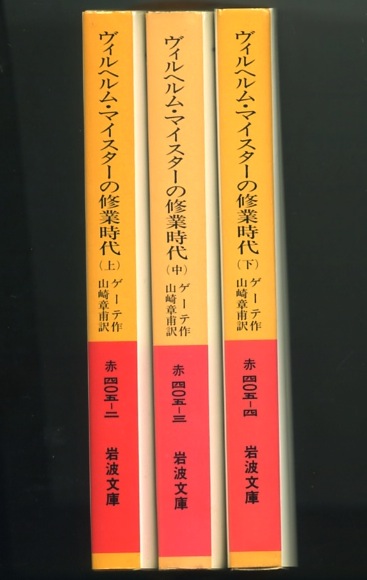 ヴィルヘルム・マイスターの修業時代(上)
ゲーテ作
山崎章甫訳
赤 四〇五-二
岩波文庫
ヴィルヘルム・マイスターの修業時代(中)
ゲーテ作
山崎章甫訳
赤 四〇五-三
岩波文庫
ヴィルヘルム・マイスターの修業時代(下)
ゲーテ作
山崎章甫訳
赤 四〇五-四
岩波文庫